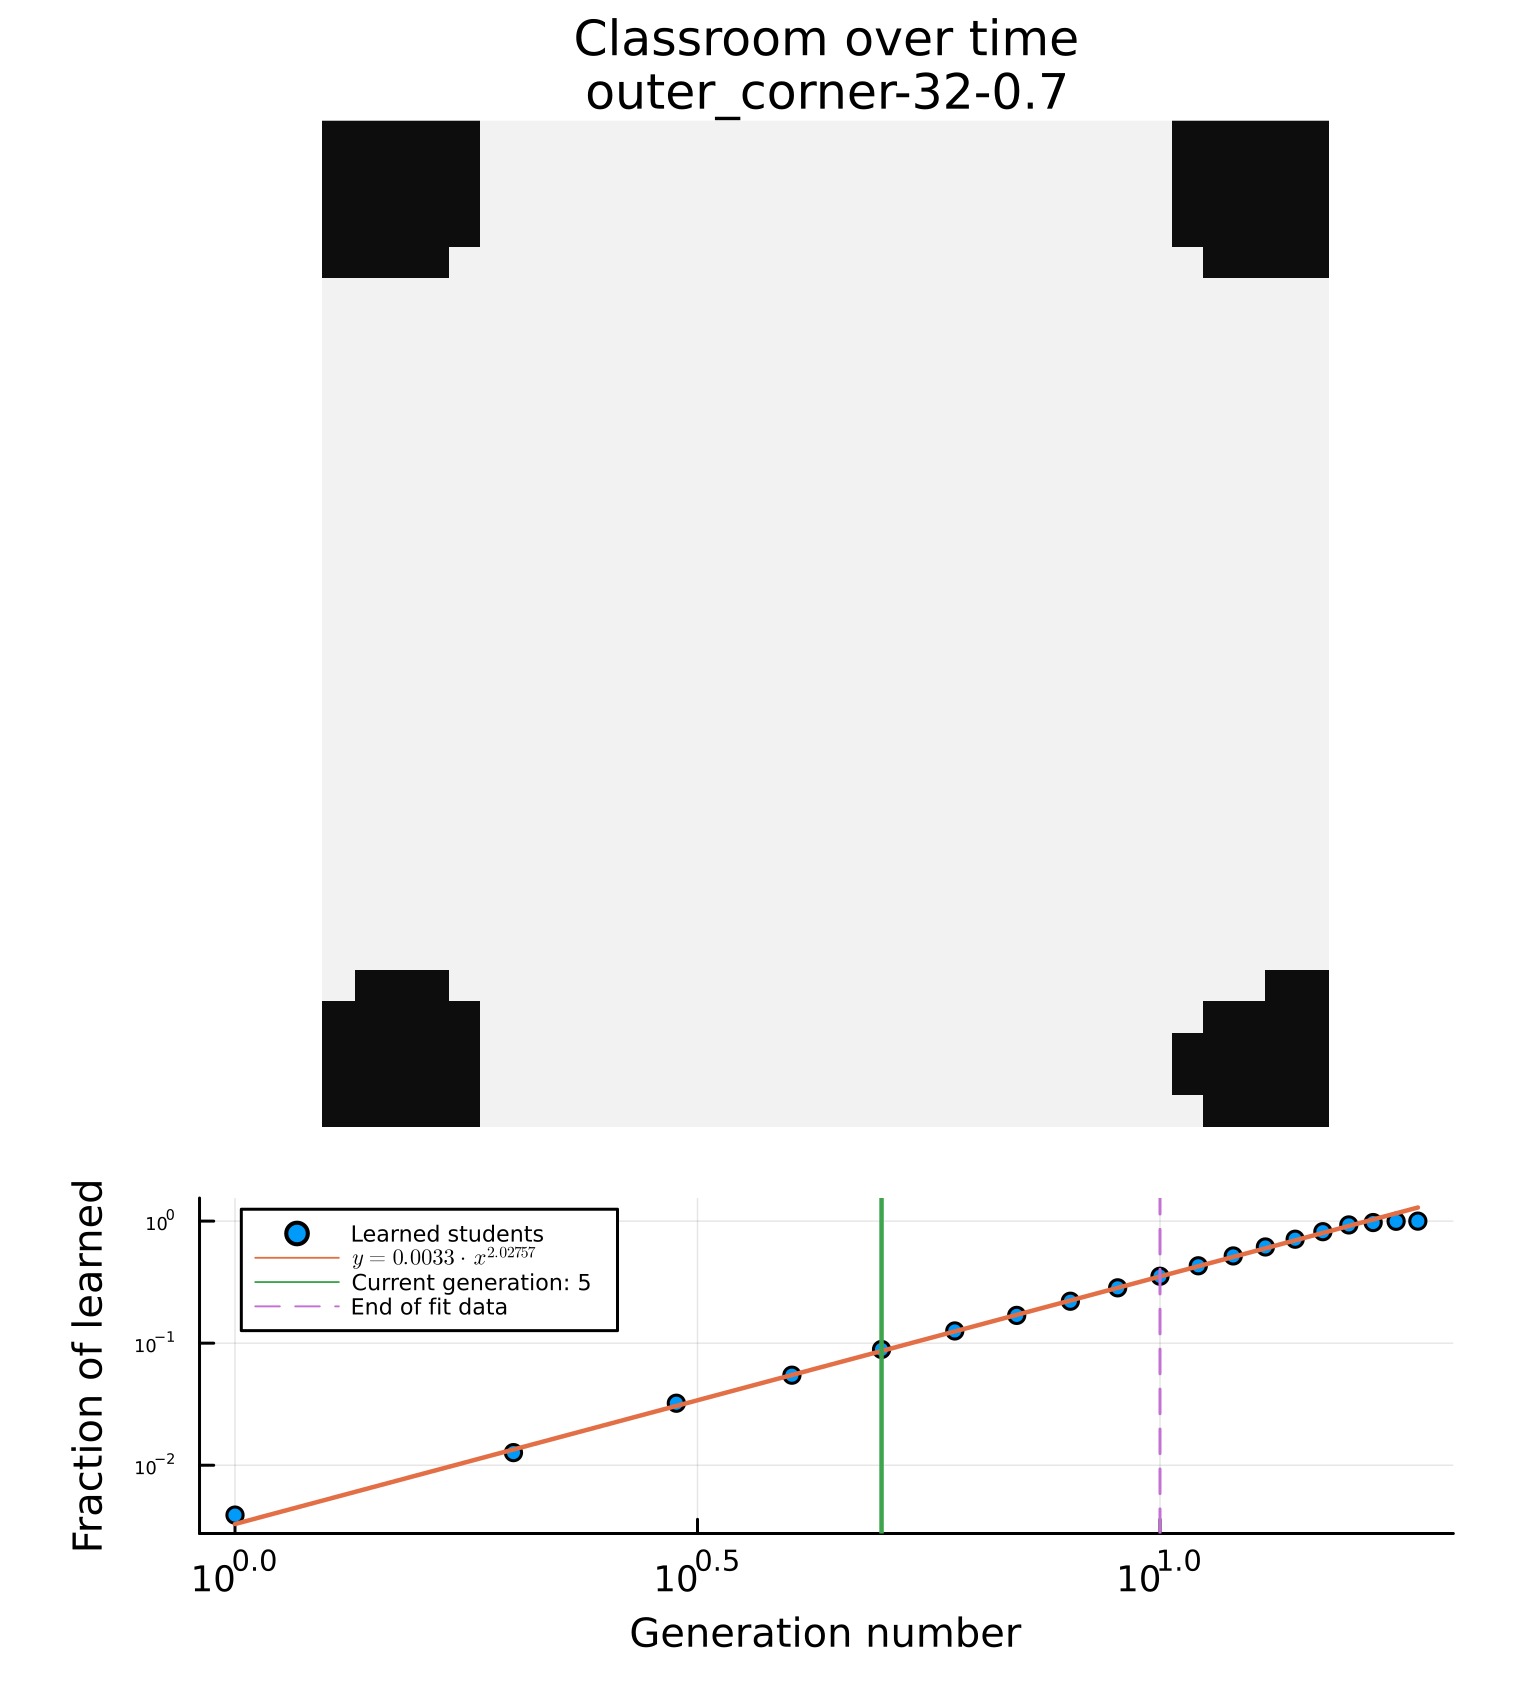 Classroom over time
outer_corner-32-0.7
Fraction of learned
10⁰
10⁻¹
10⁻²
Learned students
y = 0.0033 · x^{2.02757}
Current generation: 5
End of fit data
10^{0.0}
10^{0.5}
10^{1.0}
Generation number